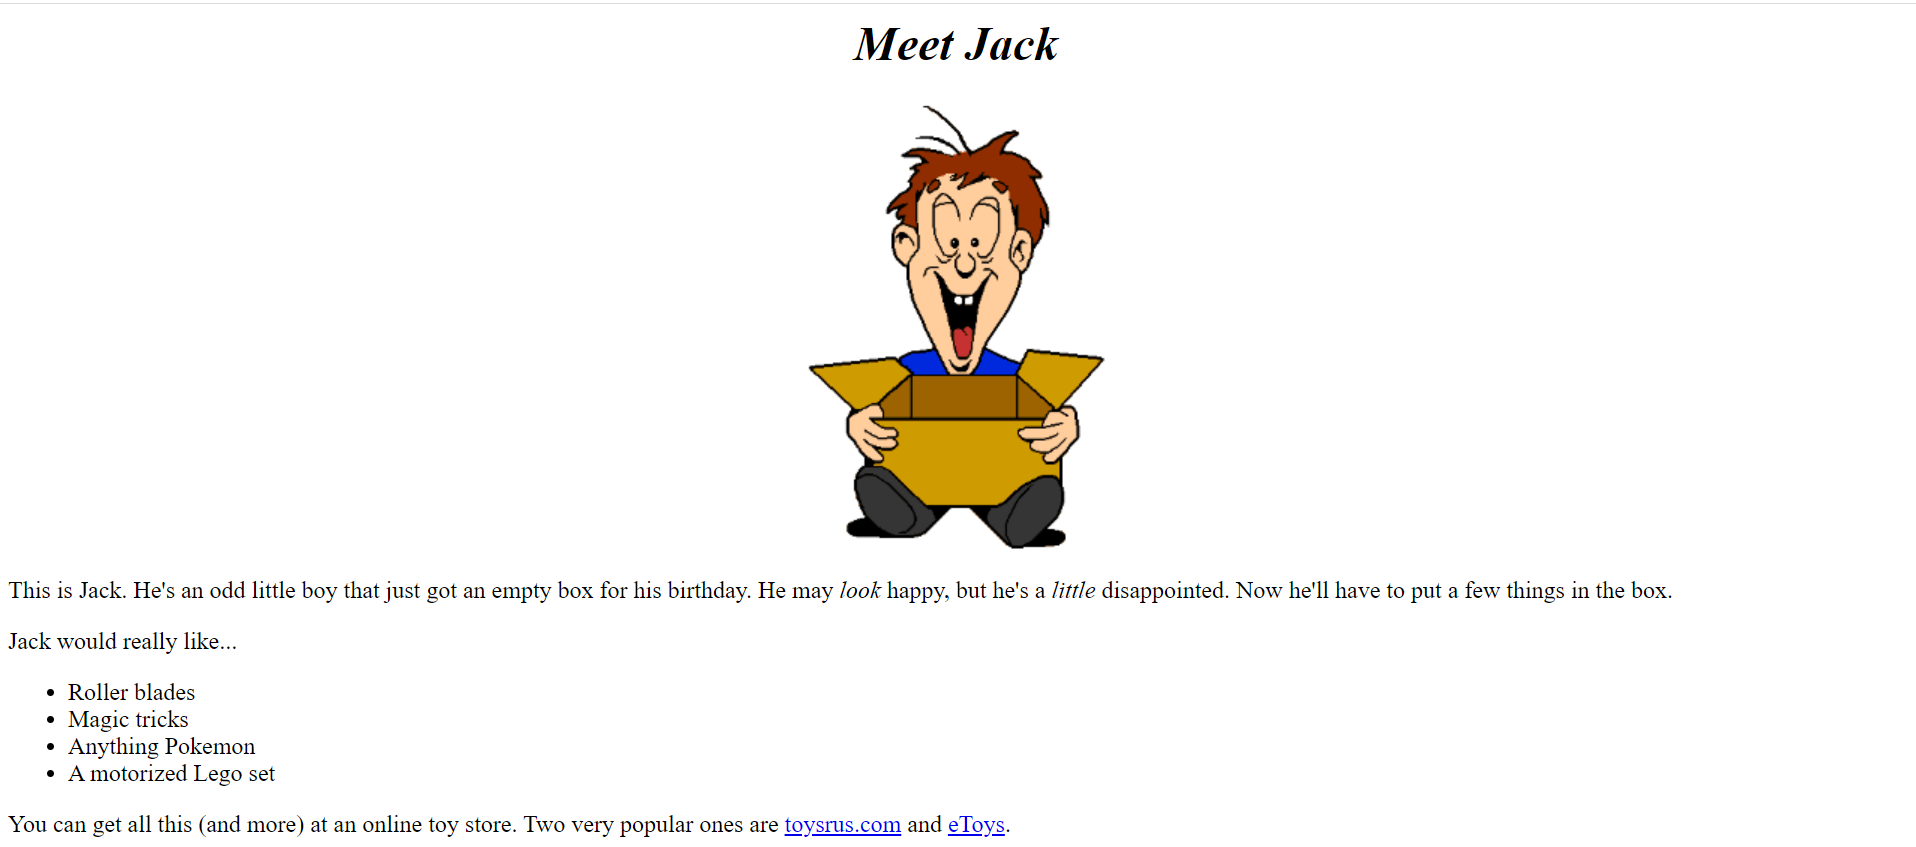 Meet Jack
This is Jack. He's an odd little boy that just got an empty box for his birthday. He may look happy, but he's a little disappointed. Now he'll have to put a few things in the box.
Jack would really like...
• Roller blades
• Magic tricks
• Anything Pokemon
• A motorized Lego set
You can get all this (and more) at an online toy store. Two very popular ones are toysrus.com and eToys.